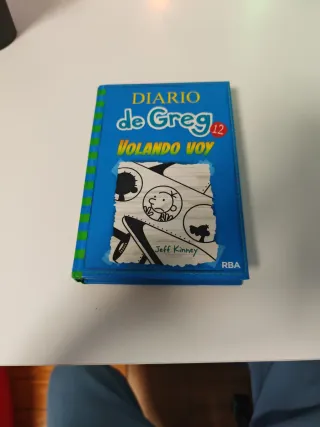 DIARIO
de Greg
12
VOLANDO VOY
Jeff Kinney
RBA